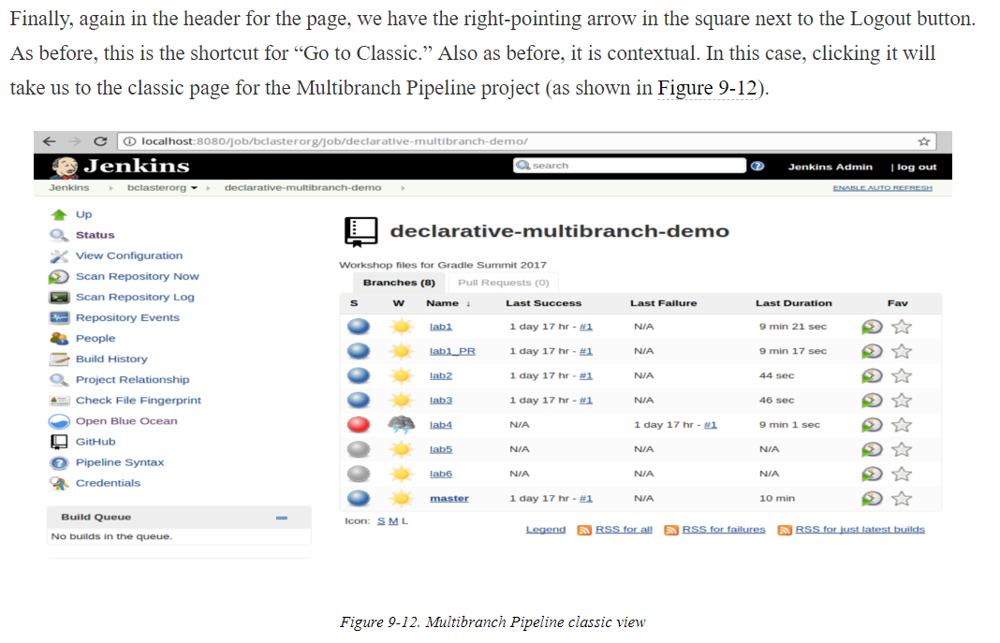 Finally, again in the header for the page, we have the right-pointing arrow in the square next to the Logout button.
As before, this is the shortcut for “Go to Classic.” Also as before, it is contextual. In this case, clicking it will
take us to the classic page for the Multibranch Pipeline project (as shown in Figure 9-12).
localhost:8080/job/bclasterorg/job/declarative-multibranch-demo/
Jenkins search Jenkins Admin | log out
Jenkins bclasterorg declarative-multibranch-demo ENABLE AUTO REFRESH
Up
Status
View Configuration
Scan Repository Now
Scan Repository Log
Repository Events
People
Build History
Project Relationship
Check File Fingerprint
Open Blue Ocean
GitHub
Pipeline Syntax
Credentials
Build Queue
No builds in the queue.
declarative-multibranch-demo
Workshop files for Gradle Summit 2017
Branches (8) Pull Requests (0)
S W Name ↓ Last Success Last Failure Last Duration Fav
lab1 1 day 17 hr - #1 N/A 9 min 21 sec
lab1_PR 1 day 17 hr - #1 N/A 9 min 17 sec
lab2 1 day 17 hr - #1 N/A 44 sec
lab3 1 day 17 hr - #1 N/A 46 sec
lab4 N/A 1 day 17 hr - #1 9 min 1 sec
lab5 N/A N/A N/A
lab6 N/A N/A N/A
master 1 day 17 hr - #1 N/A 10 min
Icon: S M L
Legend RSS for all RSS for failures RSS for just latest builds
Figure 9-12. Multibranch Pipeline classic view